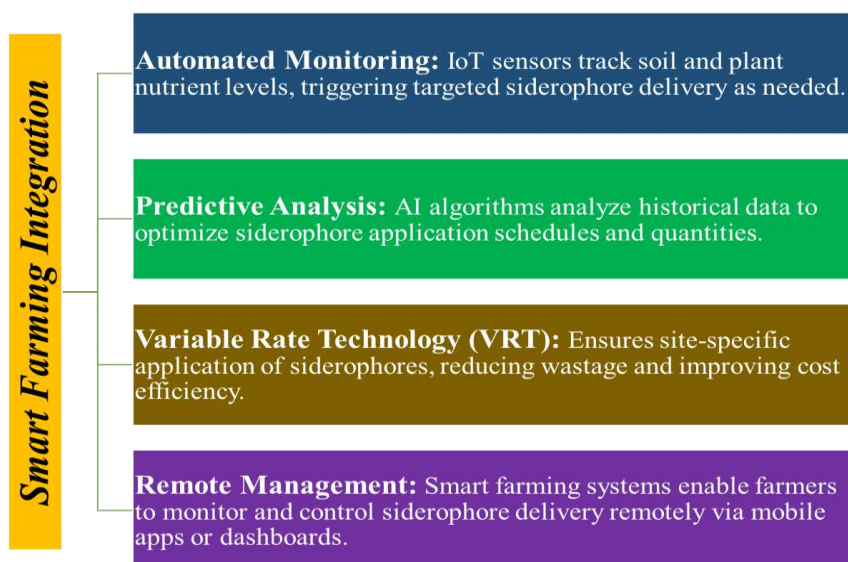 Smart Farming Integration
Automated Monitoring: IoT sensors track soil and plant
nutrient levels, triggering targeted siderophore delivery as needed.
Predictive Analysis: AI algorithms analyze historical data to
optimize siderophore application schedules and quantities.
Variable Rate Technology (VRT): Ensures site-specific
application of siderophores, reducing wastage and improving cost
efficiency.
Remote Management: Smart farming systems enable farmers
to monitor and control siderophore delivery remotely via mobile
apps or dashboards.